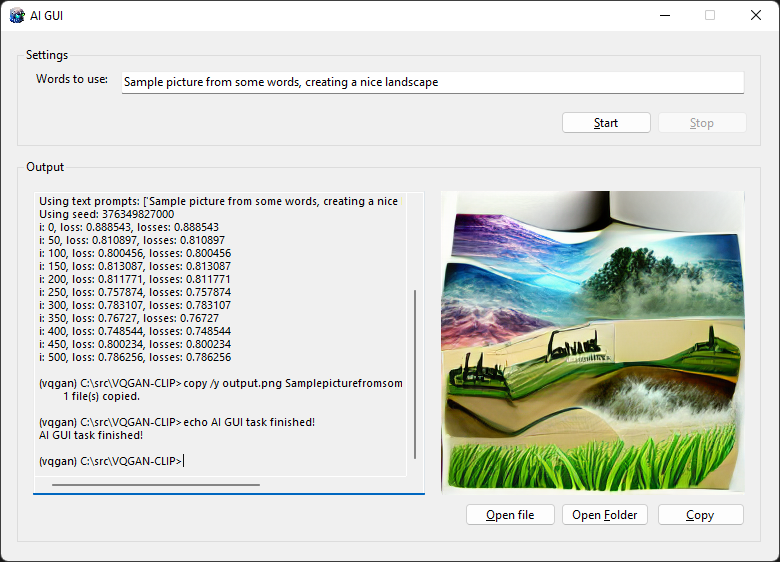 AI GUI
Settings
Words to use:
Sample picture from some words, creating a nice landscape
Start
Stop
Output
Using text prompts: ['Sample picture from some words, creating a nice
Using seed: 376349827000
i: 0, loss: 0.888543, losses: 0.888543
i: 50, loss: 0.810897, losses: 0.810897
i: 100, loss: 0.800456, losses: 0.800456
i: 150, loss: 0.813087, losses: 0.813087
i: 200, loss: 0.811771, losses: 0.811771
i: 250, loss: 0.757874, losses: 0.757874
i: 300, loss: 0.783107, losses: 0.783107
i: 350, loss: 0.76727, losses: 0.76727
i: 400, loss: 0.748544, losses: 0.748544
i: 450, loss: 0.800234, losses: 0.800234
i: 500, loss: 0.786256, losses: 0.786256
(vqgan) C:\src\VQGAN-CLIP>copy /y output.png Samplepicturefromsom
1 file(s) copied.
(vqgan) C:\src\VQGAN-CLIP>echo AI GUI task finished!
AI GUI task finished!
(vqgan) C:\src\VQGAN-CLIP>
Open file
Open Folder
Copy